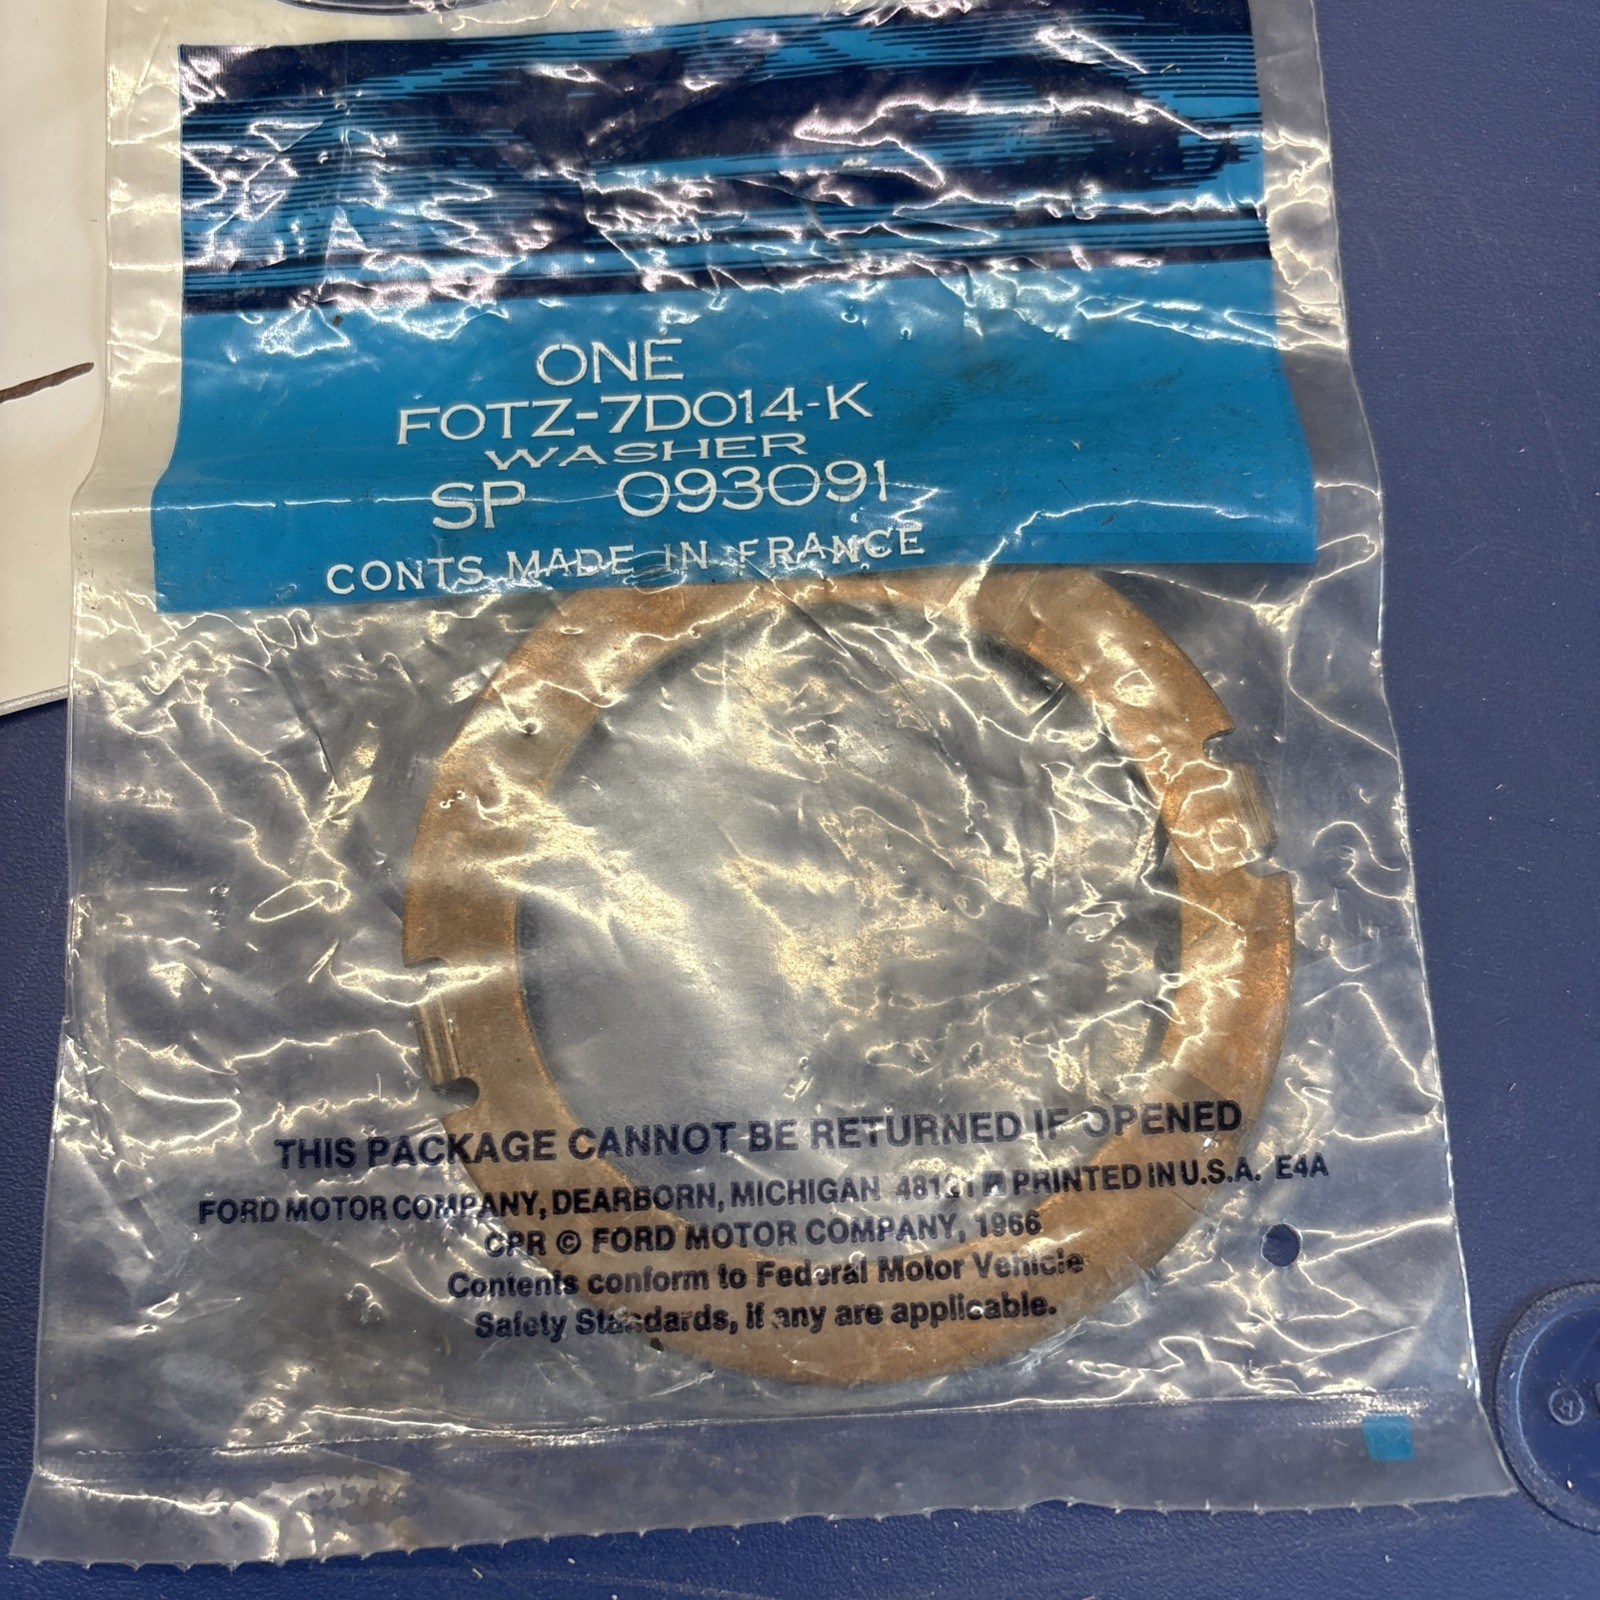 ONE
FOTZ-7D014-K
WASHER
SP 093091
CONTS MADE IN FRANCE
THIS PACKAGE CANNOT BE RETURNED IF OPENED
FORD MOTOR COMPANY, DEARBORN, MICHIGAN 48121 PRINTED IN U.S.A. E4A
CPR © FORD MOTOR COMPANY, 1966
Contents conform to Federal Motor Vehicle
Safety Standards, if any are applicable.
®